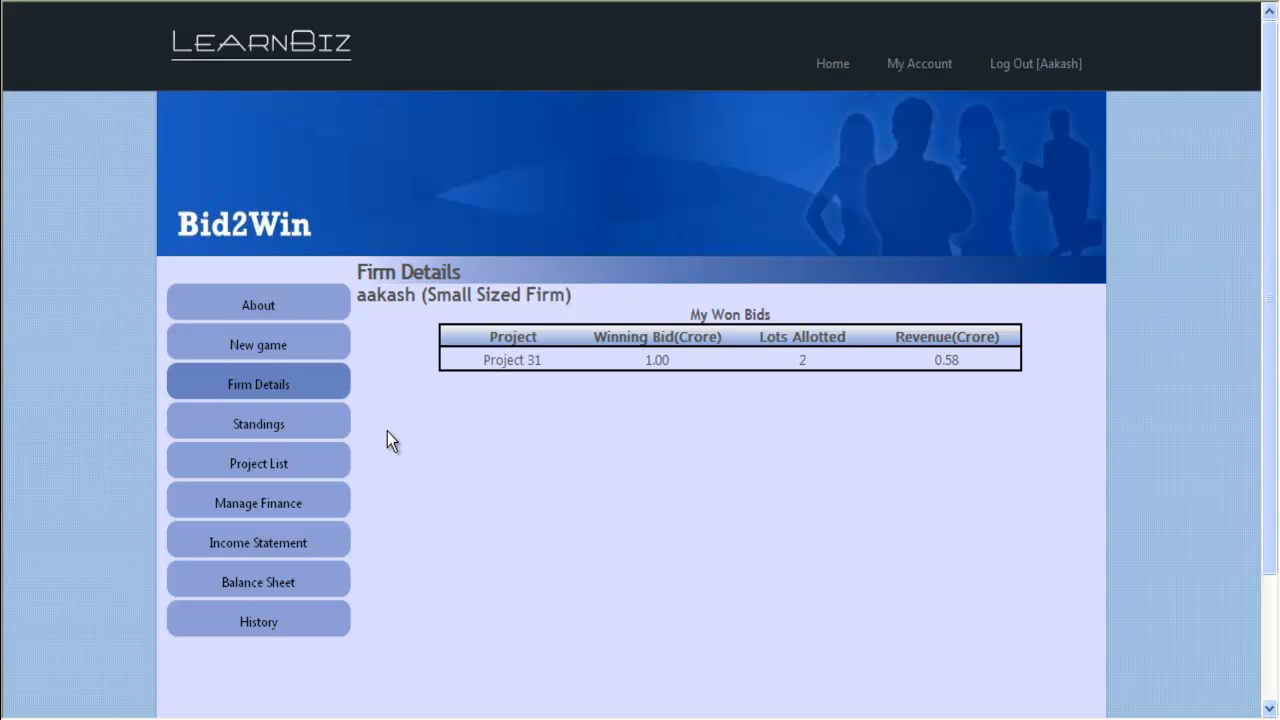 LearnBiz
Home My Account Log Out [Aakash]
Bid2Win
Firm Details
aakash (Small Sized Firm)
My Won Bids
Project Winning Bid(Crore) Lots Allotted Revenue(Crore)
Project 31 1.00 2 0.58
About
New game
Firm Details
Standings
Project List
Manage Finance
Income Statement
Balance Sheet
History